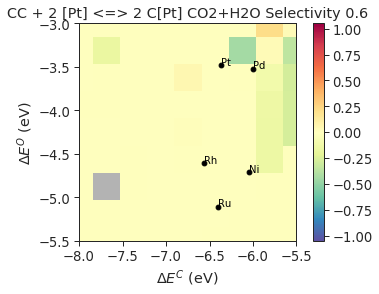 CC + 2 [Pt] <=> 2 C[Pt] CO2+H2O Selectivity 0.6
−3.0
−3.5
−4.0
−4.5
−5.0
−5.5
ΔE^O (eV)
Pt
Pd
Rh
Ni
Ru
−8.0 −7.5 −7.0 −6.5 −6.0 −5.5
ΔE^C (eV)
1.00
0.75
0.50
0.25
0.00
−0.25
−0.50
−0.75
−1.00